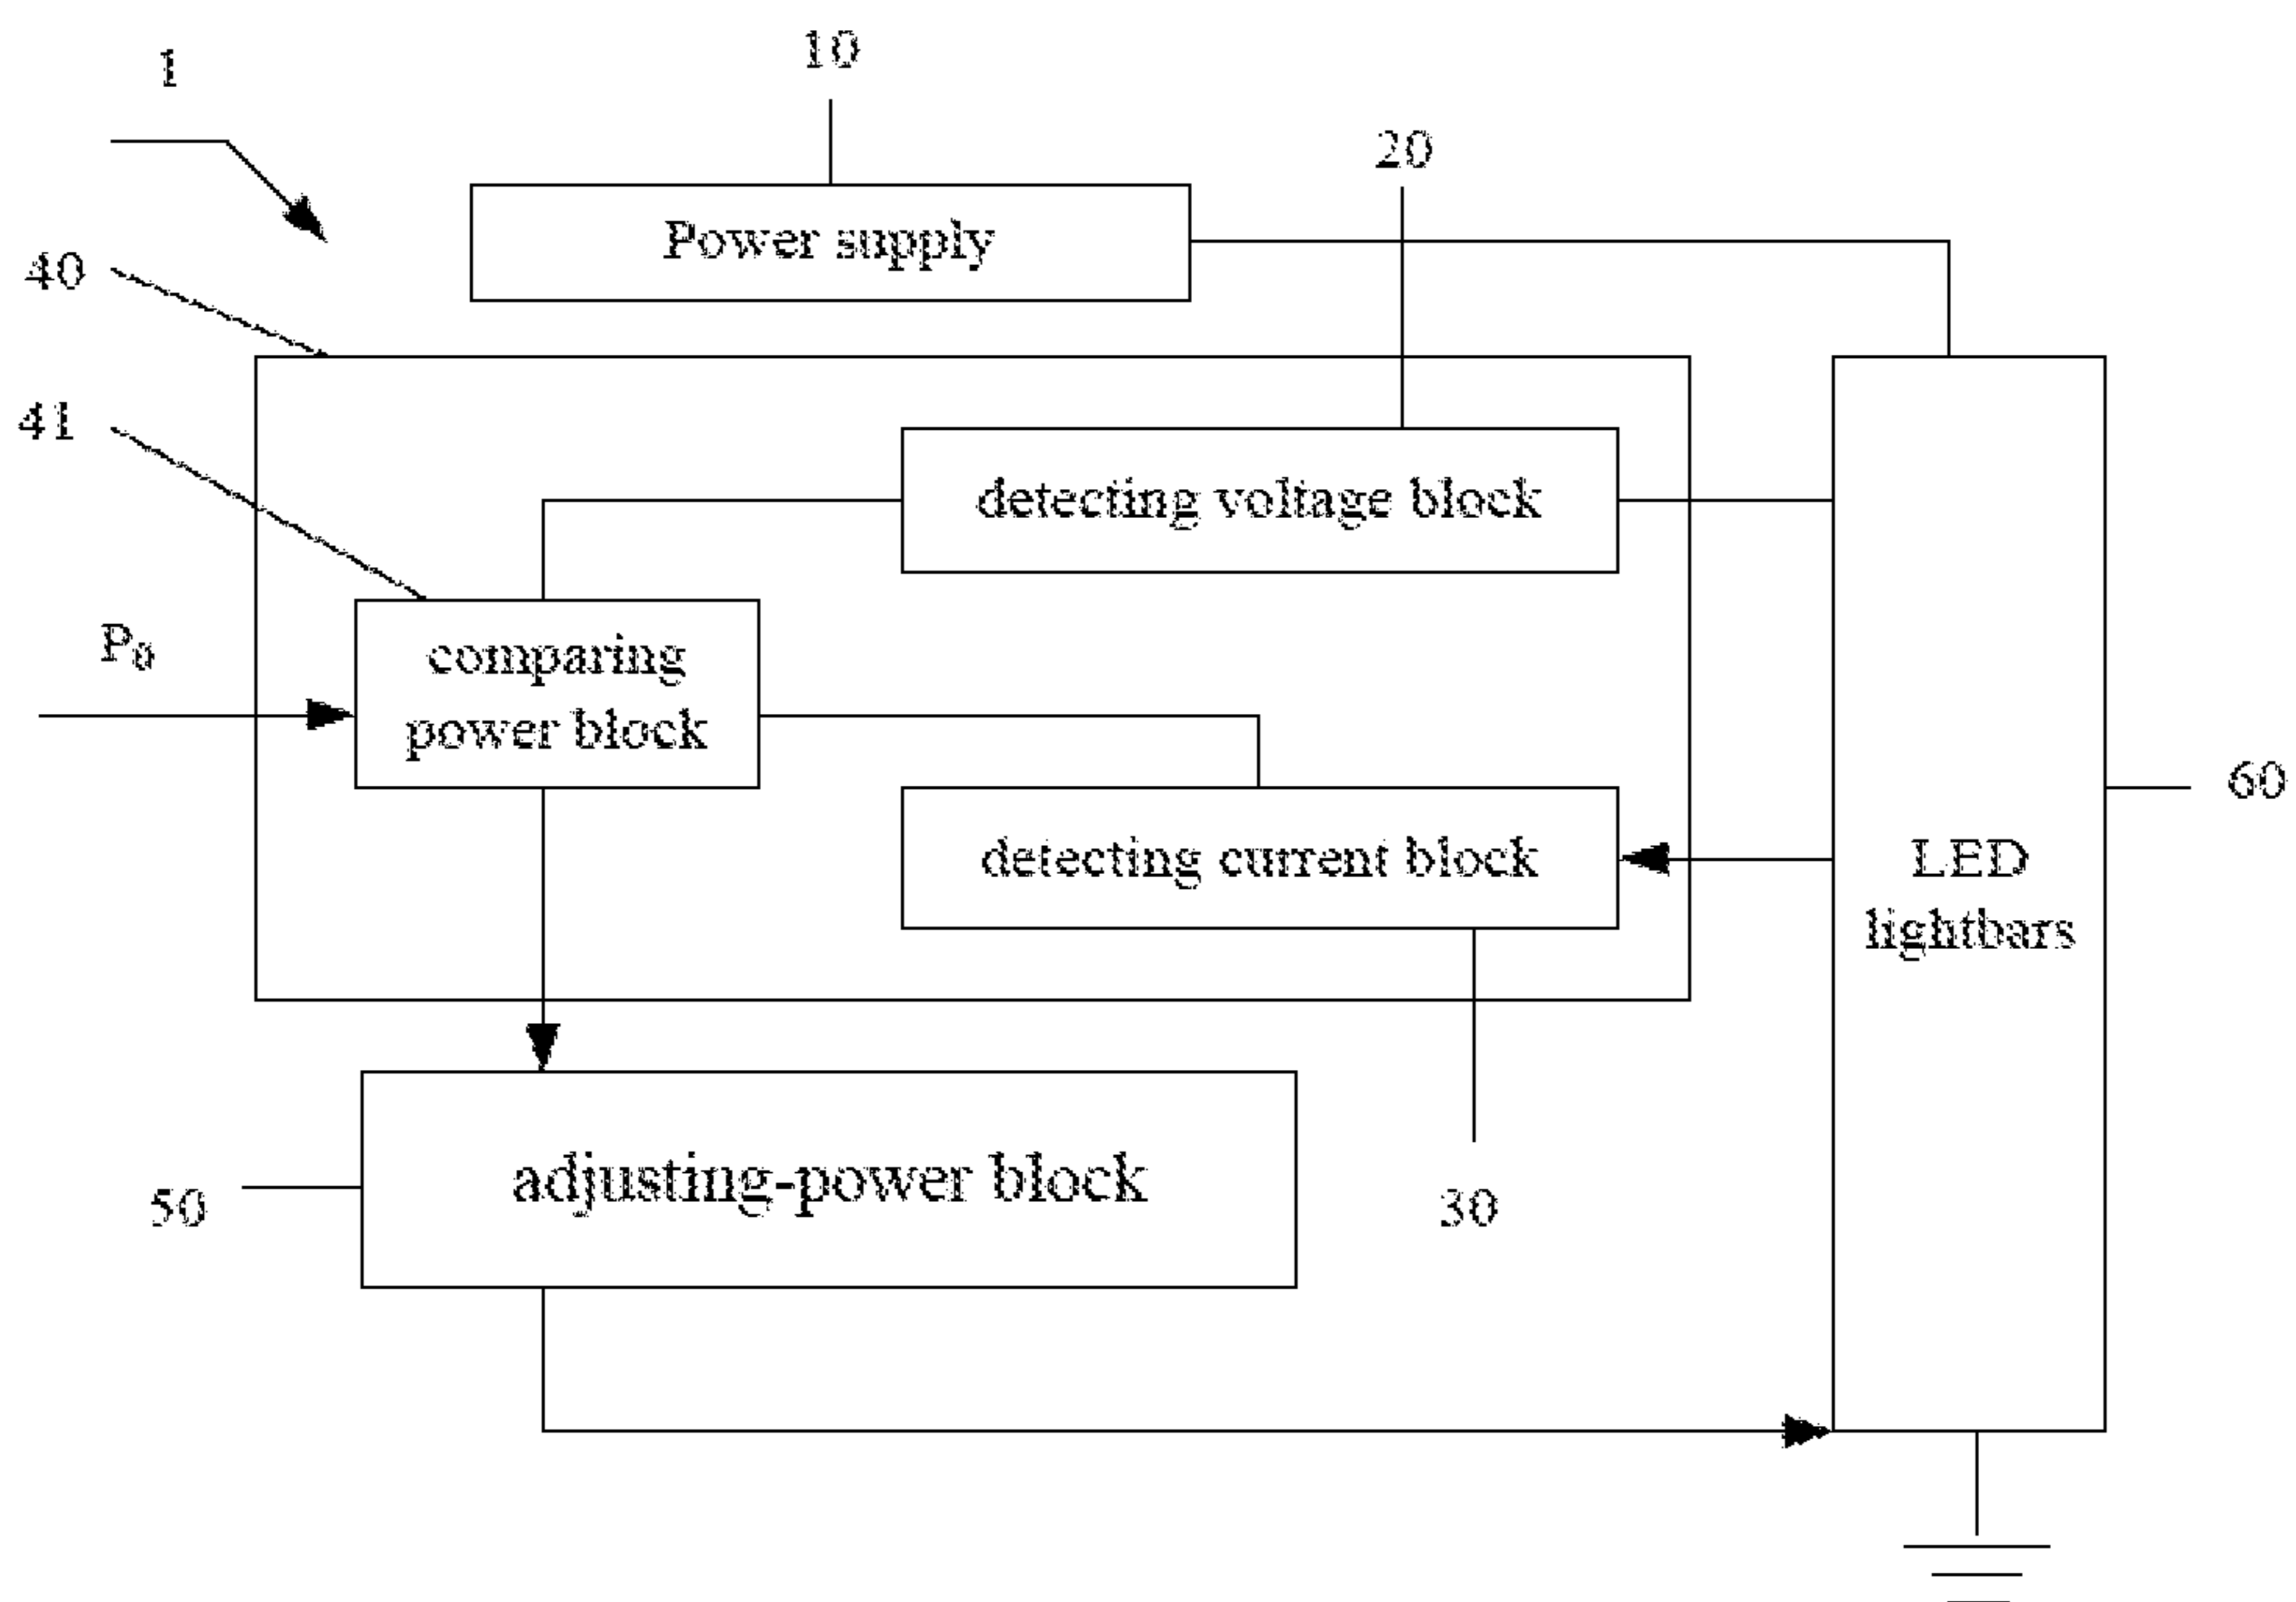 1
10
20
Power supply
40
41
detecting voltage block
P₀
comparing
power block
60
detecting current block
LED
lightbars
adjusting-power block
50
30